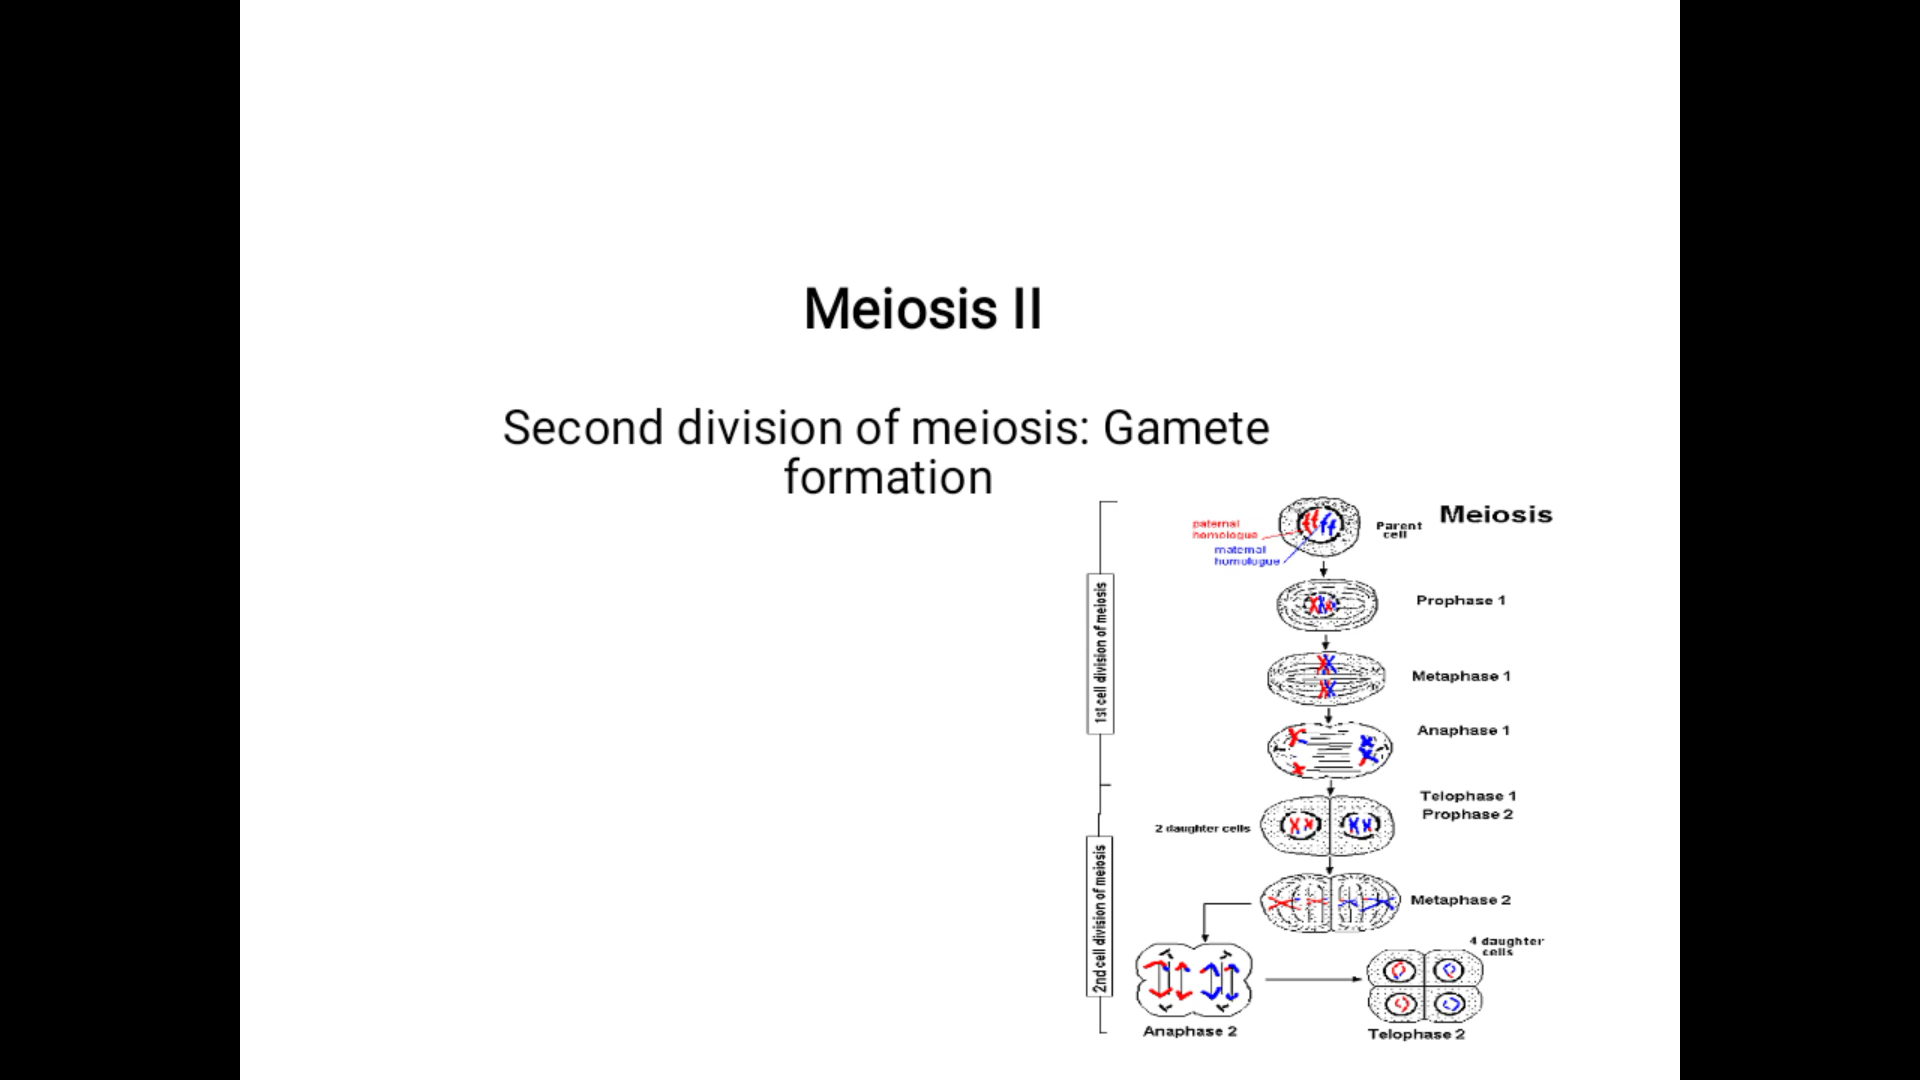 Meiosis II
Second division of meiosis: Gamete
formation
Meiosis
paternal
homologue
maternal
homologue
Parent
cell
1st cell division of meiosis
Prophase 1
Metaphase 1
Anaphase 1
Telophase 1
Prophase 2
2 daughter cells
2nd cell division of meiosis
Metaphase 2
4 daughter
cells
Anaphase 2
Telophase 2